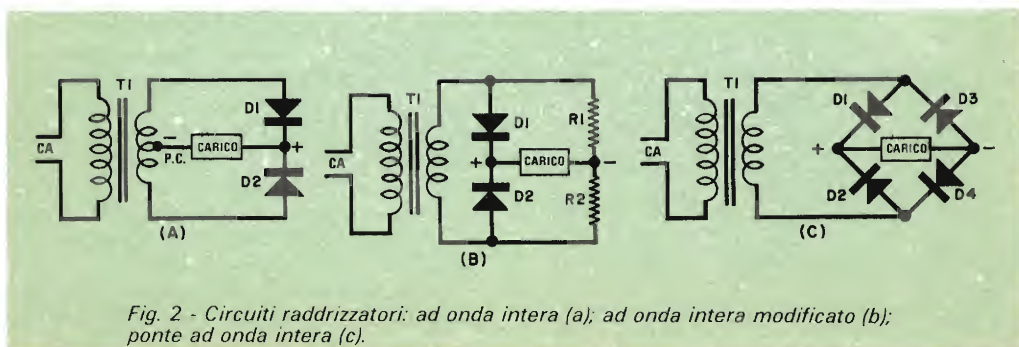 T1
D1
CA
-
CARICO
+
P.C.
D2
(A)
T1
D1
R1
CA
+
CARICO
-
D2
R2
(B)
T1
D1
D3
CA
+
CARICO
-
D2
D4
(C)
Fig. 2 - Circuiti raddrizzatori: ad onda intera (a); ad onda intera modificato (b);
ponte ad onda intera (c).